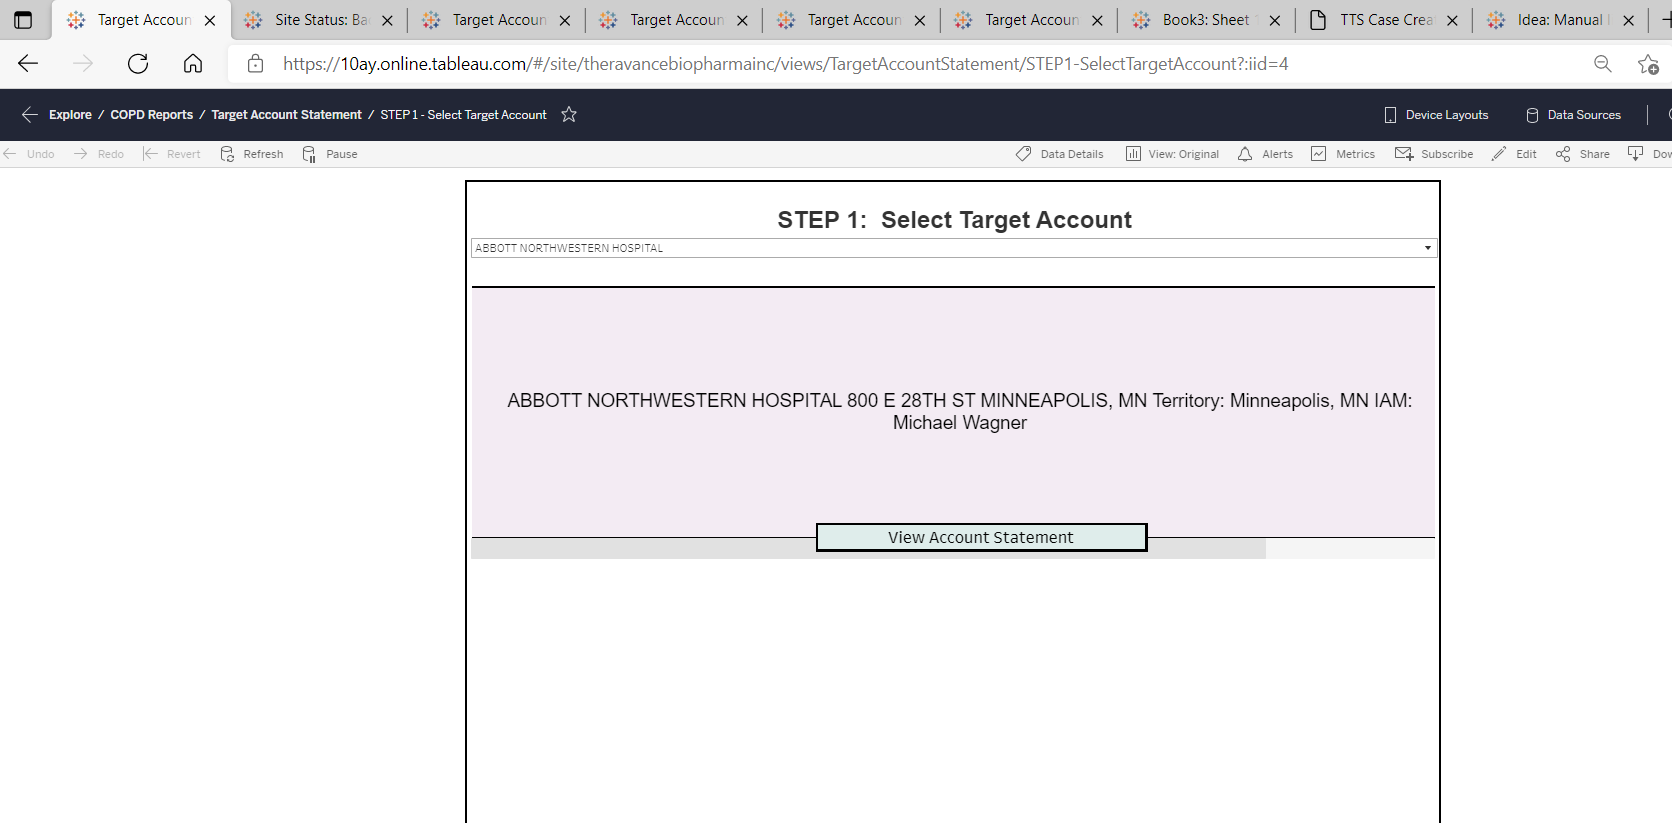 Target Accoun
Site Status: Ba
Target Accoun
Target Accoun
Target Accoun
Target Accoun
Book3: Sheet
TTS Case Crea
Idea: Manual
https://10ay.online.tableau.com/#/site/theravancebiopharmainc/views/TargetAccountStatement/STEP1-SelectTargetAccount?:iid=4
Explore / COPD Reports / Target Account Statement / STEP 1 - Select Target Account
Device Layouts
Data Sources
Undo
Redo
Revert
Refresh
Pause
Data Details
View: Original
Alerts
Metrics
Subscribe
Edit
Share
Dow
STEP 1: Select Target Account
ABBOTT NORTHWESTERN HOSPITAL
ABBOTT NORTHWESTERN HOSPITAL 800 E 28TH ST MINNEAPOLIS, MN Territory: Minneapolis, MN IAM:
Michael Wagner
View Account Statement